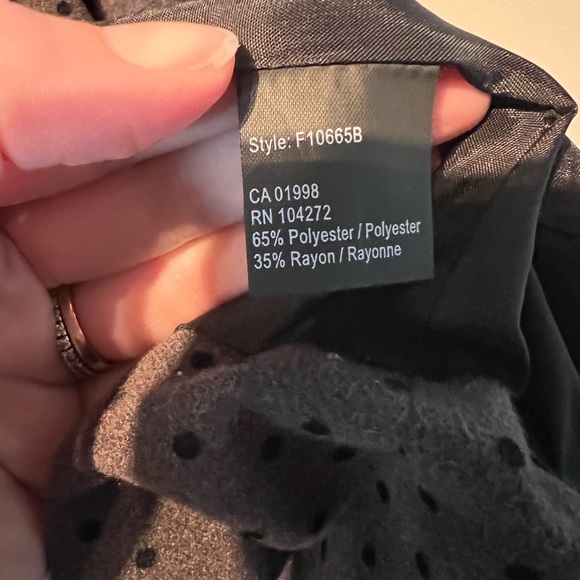 Style: F10665B
CA 01998
RN 104272
65% Polyester / Polyester
35% Rayon / Rayonne